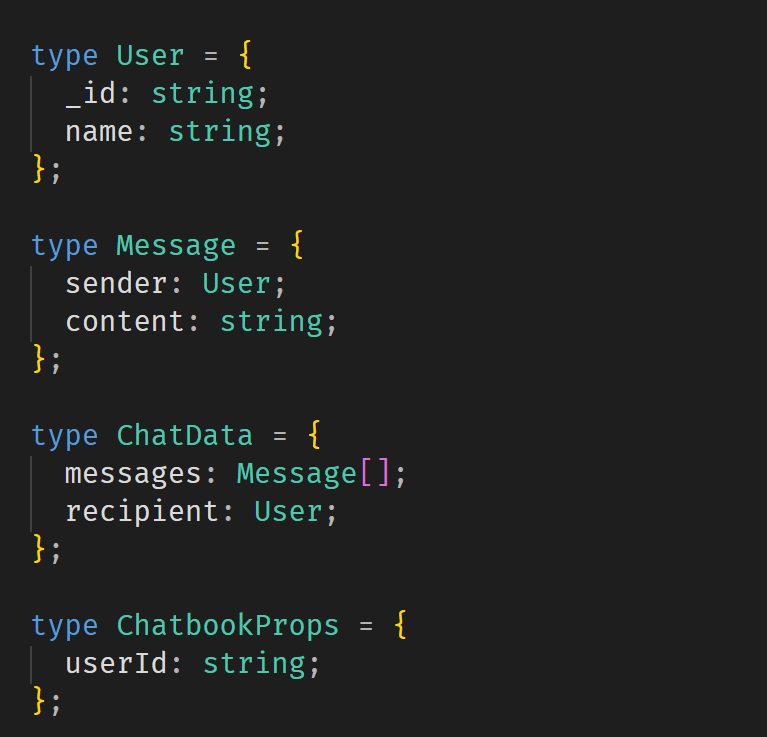 type User = {
  _id: string;
  name: string;
};

type Message = {
  sender: User;
  content: string;
};

type ChatData = {
  messages: Message[];
  recipient: User;
};

type ChatbookProps = {
  userId: string;
};